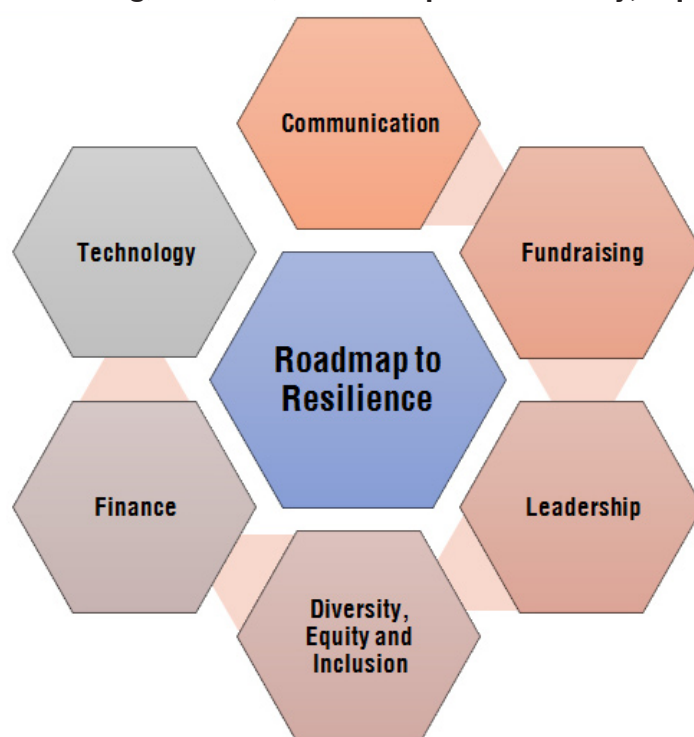 Communication
Fundraising
Technology
Roadmap to
Resilience
Finance
Leadership
Diversity,
Equity and
Inclusion